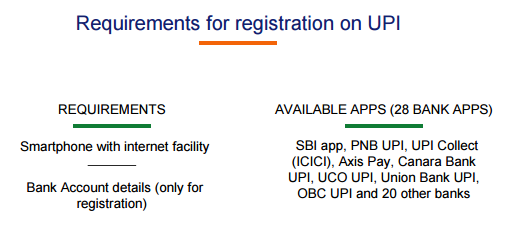 Requirements for registration on UPI
REQUIREMENTS
Smartphone with internet facility
Bank Account details (only for
registration)
AVAILABLE APPS (28 BANK APPS)
SBI app, PNB UPI, UPI Collect
(ICICI), Axis Pay, Canara Bank
UPI, UCO UPI, Union Bank UPI,
OBC UPI and 20 other banks